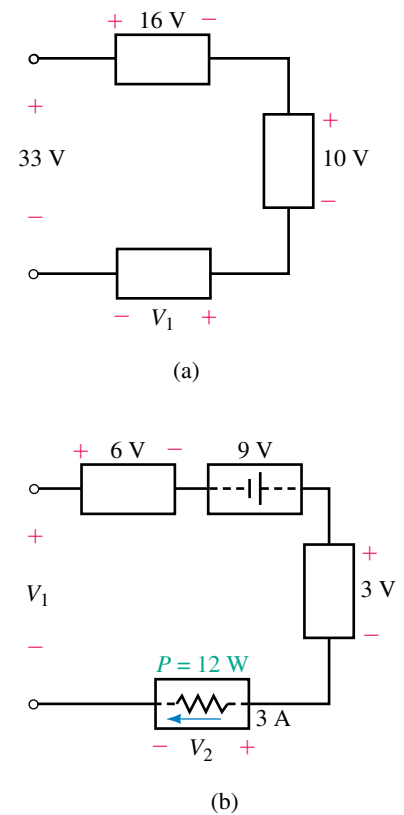 + 16 V −
+
+
33 V
10 V
−
−
− V1 +
(a)
+ 6 V − 9 V
+
+
V1
3 V
−
−
P = 12 W
3 A
− V2 +
(b)